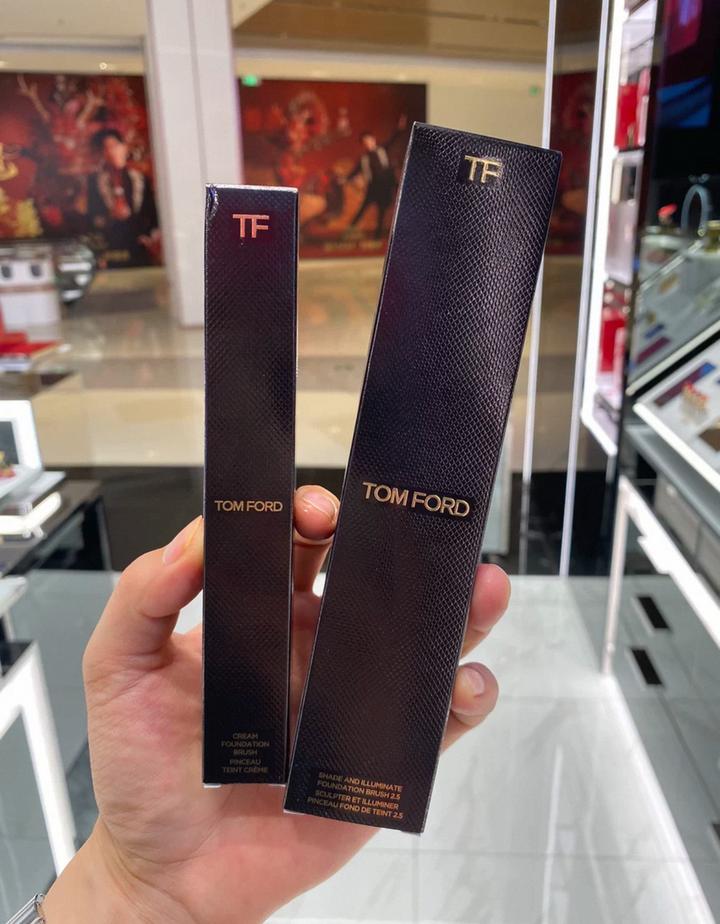 TF
TOM FORD
CREAM
FOUNDATION
BRUSH
PINCEAU
TEINT CRÈME
TF
TOM FORD
SHADE AND ILLUMINATE
FOUNDATION BRUSH 2.5
SCULPTER ET ILLUMINER
PINCEAU FOND DE TEINT 2.5